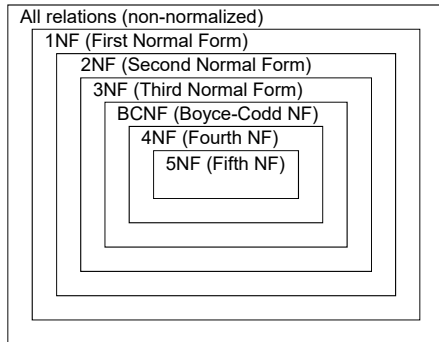 All relations (non-normalized)
1NF (First Normal Form)
2NF (Second Normal Form)
3NF (Third Normal Form)
BCNF (Boyce-Codd NF)
4NF (Fourth NF)
5NF (Fifth NF)